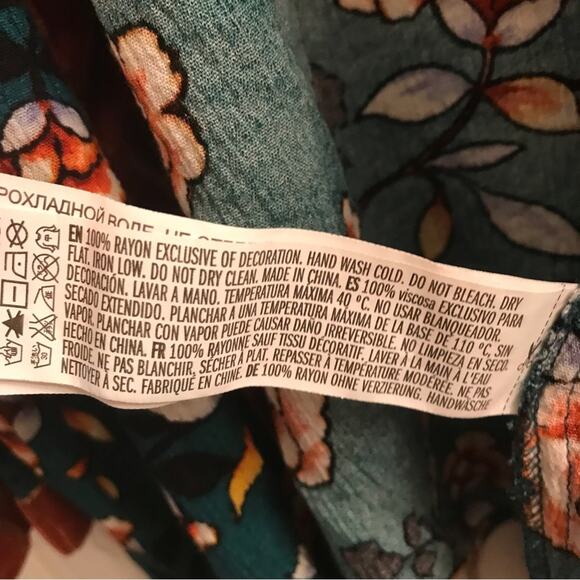 РОХЛАДНОЙ ВОДЕ. НЕ
EN 100% RAYON EXCLUSIVE OF DECORATION. HAND WASH COLD. DO NOT BLEACH. DRY
FLAT. IRON LOW. DO NOT DRY CLEAN. MADE IN CHINA. ES 100% viscosa EXCLUSIVO PARA
DECORACIÓN. LAVAR A MANO. TEMPERATURA MÁXIMA 40 ºC. NO USAR BLANQUEADOR.
SECADO EXTENDIDO. PLANCHAR A UNA TEMPERATURA MÁXIMA DE LA BASE DE 110 ºC, SIN
VAPOR. PLANCHAR CON VAPOR PUEDE CAUSAR DAÑO IRREVERSIBLE. NO LIMPIEZA EN SECO.
HECHO EN CHINA. FR 100% RAYONNE SAUF TISSU DECORATIF. LAVER À LA MAIN À L'EAU
FROIDE. NE PAS BLANCHIR. SÉCHER À PLAT. REPASSER À TEMPÉRATURE MODÉRÉE. NE PAS
NETTOYER À SEC. FABRIQUÉ EN CHINE. DE 100% RAYON OHNE VERZIERUNG. HANDWÄSCHE